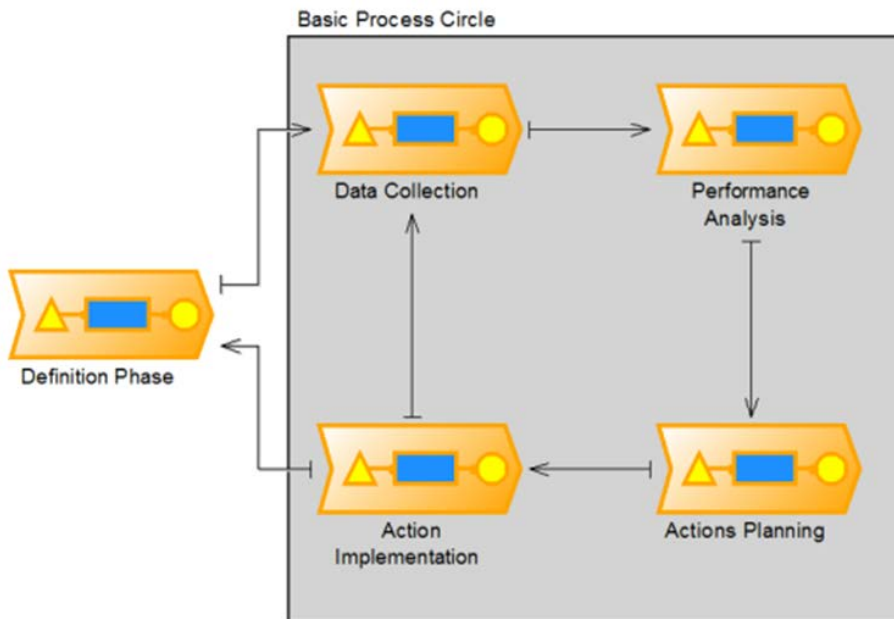 Basic Process Circle
Data Collection
Performance
Analysis
Definition Phase
Action
Implementation
Actions Planning